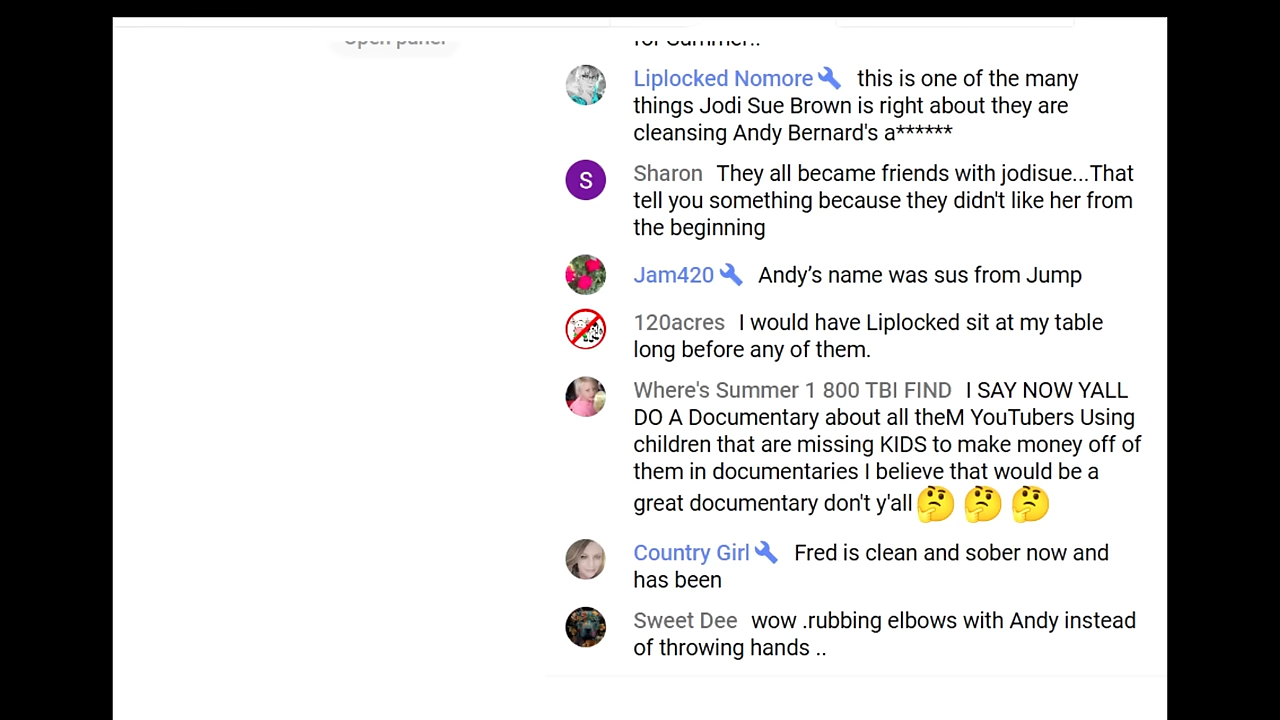 Open panel
for Summer..
Liplocked Nomore this is one of the many
things Jodi Sue Brown is right about they are
cleansing Andy Bernard's a******
Sharon They all became friends with jodisue...That
tell you something because they didn't like her from
the beginning
S
Jam420 Andy’s name was sus from Jump
120acres I would have Liplocked sit at my table
long before any of them.
Where's Summer 1 800 TBI FIND I SAY NOW YALL
DO A Documentary about all theM YouTubers Using
children that are missing KIDS to make money off of
them in documentaries I believe that would be a
great documentary don't y'all🤔 🤔 🤔
Country Girl Fred is clean and sober now and
has been
Sweet Dee wow .rubbing elbows with Andy instead
of throwing hands ..